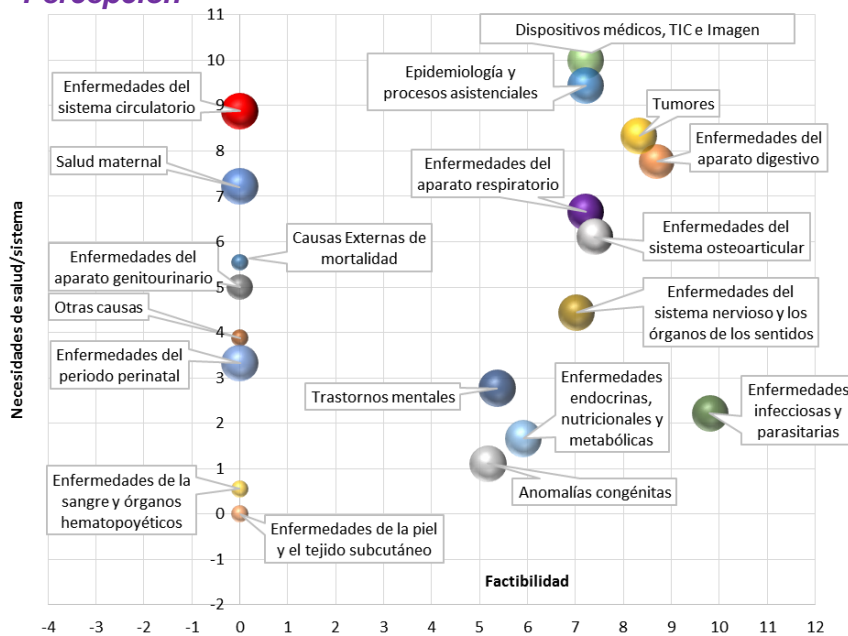 Percepción
11
10
9
8
7
6
5
4
3
2
1
0
-1
-2
Necesidades de salud/sistema
Dispositivos médicos, TIC e Imagen
Epidemiología y
procesos asistenciales
Enfermedades del
sistema circulatorio
Tumores
Enfermedades del
aparato digestivo
Salud maternal
Enfermedades del
aparato respiratorio
Enfermedades del
sistema osteoarticular
Causas Externas de
mortalidad
Enfermedades del
aparato genitourinario
Otras causas
Enfermedades del
sistema nervioso y los
órganos de los sentidos
Enfermedades del
periodo perinatal
Trastornos mentales
Enfermedades
endocrinas,
nutricionales y
metabólicas
Enfermedades
infecciosas y
parasitarias
Anomalías congénitas
Enfermedades de la
sangre y órganos
hematopoyéticos
Enfermedades de la piel
y el tejido subcutáneo
Factibilidad
-4 -3 -2 -1 0 1 2 3 4 5 6 7 8 9 10 11 12